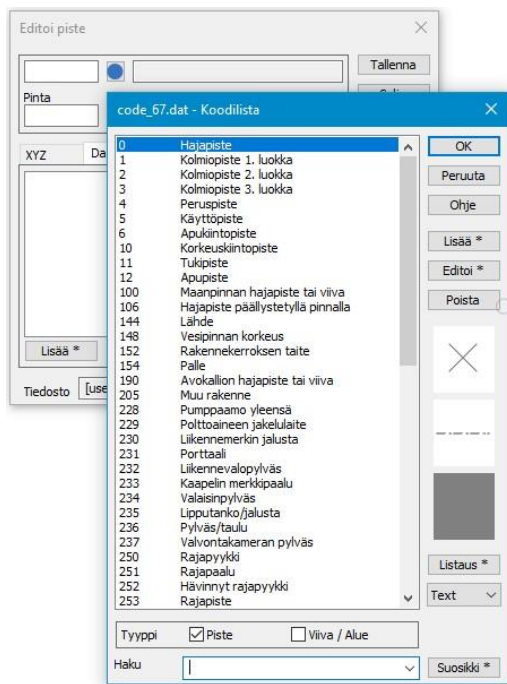 Editoi piste
Tallenna
Pinta
XYZ
Lisää *
Tiedosto
code_67.dat - Koodilista
0 Hajapiste
1 Kolmiopiste 1. luokka
2 Kolmiopiste 2. luokka
3 Kolmiopiste 3. luokka
4 Peruspiste
5 Käyttöpiste
6 Apukiintopiste
10 Korkeuskiintopiste
11 Tukipiste
12 Apupiste
100 Maanpinnan hajapiste tai viiva
106 Hajapiste päällystetyllä pinnalla
144 Lähde
148 Vesipinnan korkeus
152 Rakennekerroksen taite
154 Palle
190 Avokallion hajapiste tai viiva
205 Muu rakenne
228 Pumppaamo yleensä
229 Polttoaineen jakelulaite
230 Liikennemerkin jalusta
231 Porttaali
232 Liikennevalopylväs
233 Kaapelin merkkipaalu
234 Valaisinpylväs
235 Lipputanko/jalusta
236 Pylväs/taulu
237 Valvontakameran pylväs
250 Rajapyykki
251 Rajapaalu
252 Hävinnyt rajapyykki
253 Rajapiste
OK
Peruuta
Ohje
Lisää *
Editoi *
Poista
Listaus *
Text
Tyyppi Piste Viiva / Alue
Haku
Suosikki *